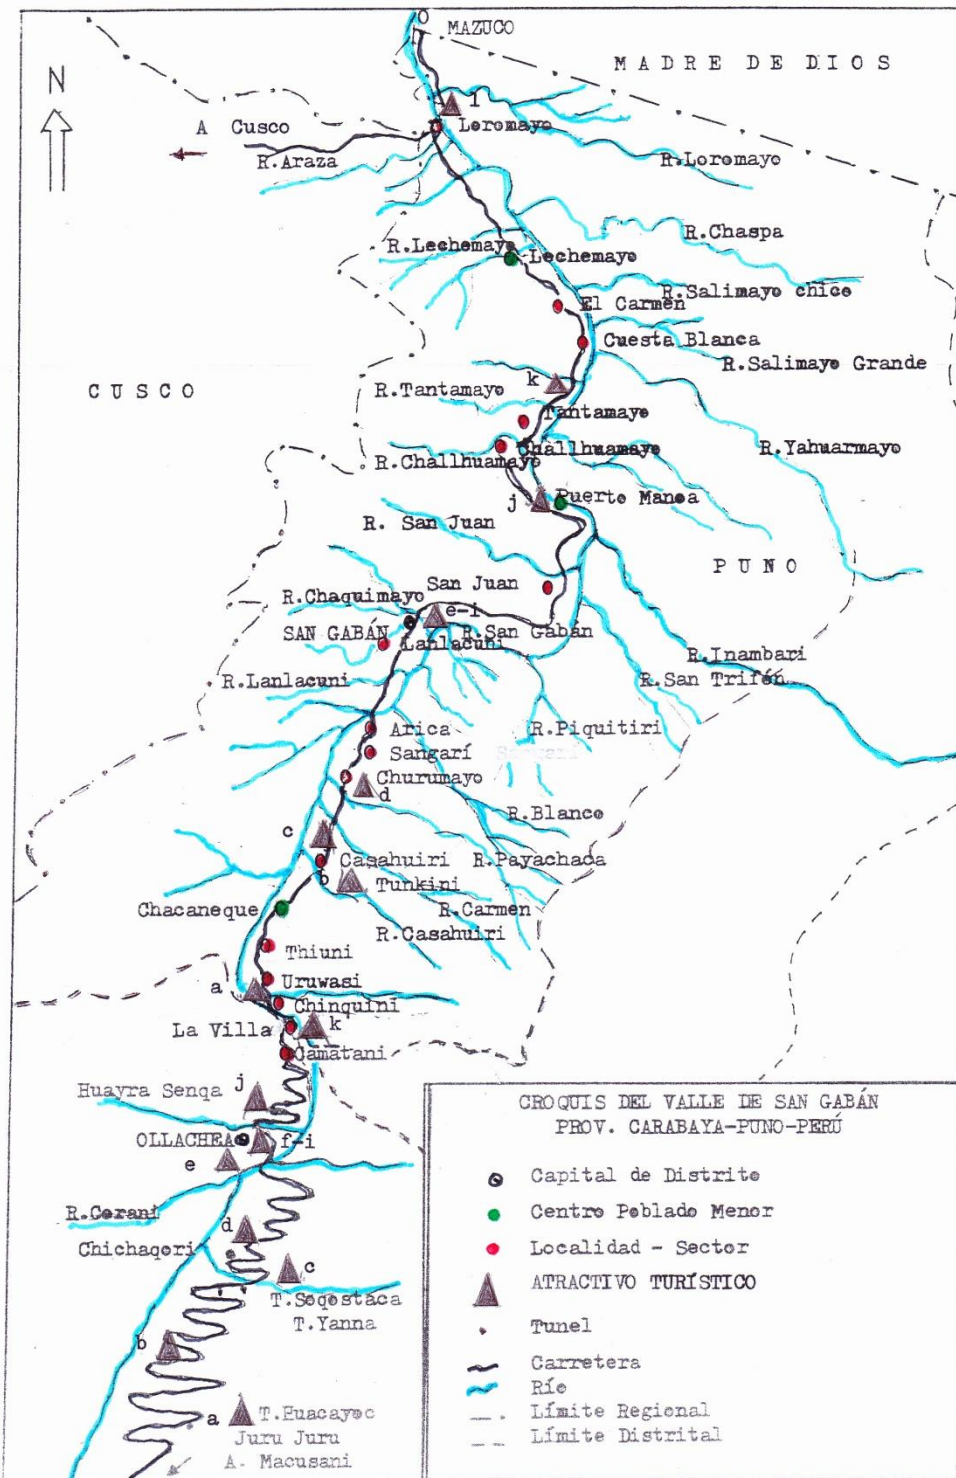 MAZUCO
MADRE DE DIOS
N
l
A Cusco
Loromayo
R.Araza
R.Loromayo
R.Chaspa
R.Lechemayo
Lechemayo
R.Salimayo chico
El Carmen
Cuesta Blanca
R.Salimayo Grande
CUSCO
k
R.Tantamayo
Tantamayo
R.Yahuarmayo
Challhuamayo
R.Challhuamayo
j
Puerto Manoa
R. San Juan
PUNO
San Juan
R.Chaquimayo
e-i
SAN GABÁN
R.San Gabán
Lanlacuni
R.Inambari
R.Lanlacuni
R.San Trifón
Arica
R.Piquitiri
Sangarí
Churumayo
d
R.Blanco
c
Casahuiri
R.Payachaca
b
Tunkini
Chacaneque
R.Carmen
R.Casahuiri
Thiuni
Uruwasi
a
Chinquini
La Villa
k
Camatani
Huayra Senqa
j
OLLACHEA
f-i
e
R.Corani
d
Chichaqori
c
T.Soqostaca
T.Yanna
b
a
T.Huacayoc
Juru Juru
A. Macusani
CROQUIS DEL VALLE DE SAN GABÁN
PROV. CARABAYA-PUNO-PERÚ
Capital de Distrito
Centro Poblado Menor
Localidad - Sector
ATRACTIVO TURÍSTICO
Tunel
Carretera
Río
Límite Regional
Límite Distrital